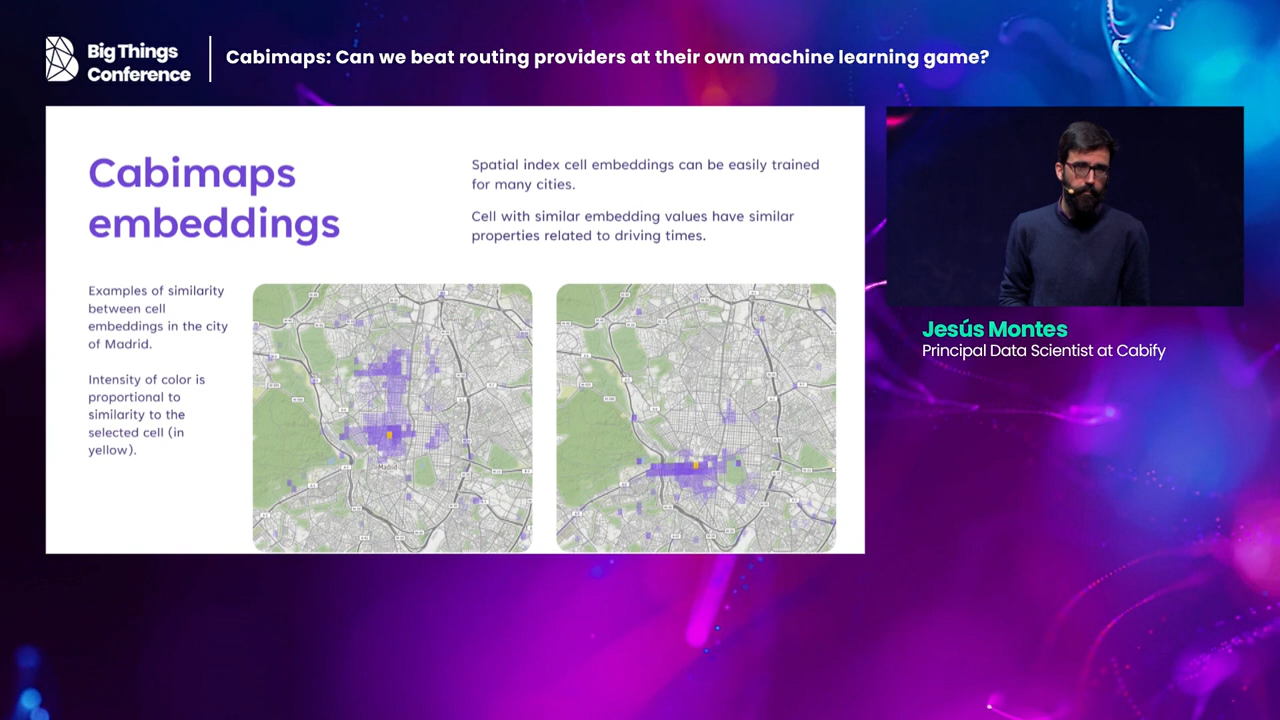 Big Things
Conference
Cabimaps: Can we beat routing providers at their own machine learning game?
Cabimaps
embeddings
Spatial index cell embeddings can be easily trained
for many cities.
Cell with similar embedding values have similar
properties related to driving times.
Examples of similarity
between cell
embeddings in the city
of Madrid.
Intensity of color is
proportional to
similarity to the
selected cell (in
yellow).
Madrid
Jesús Montes
Principal Data Scientist at Cabify